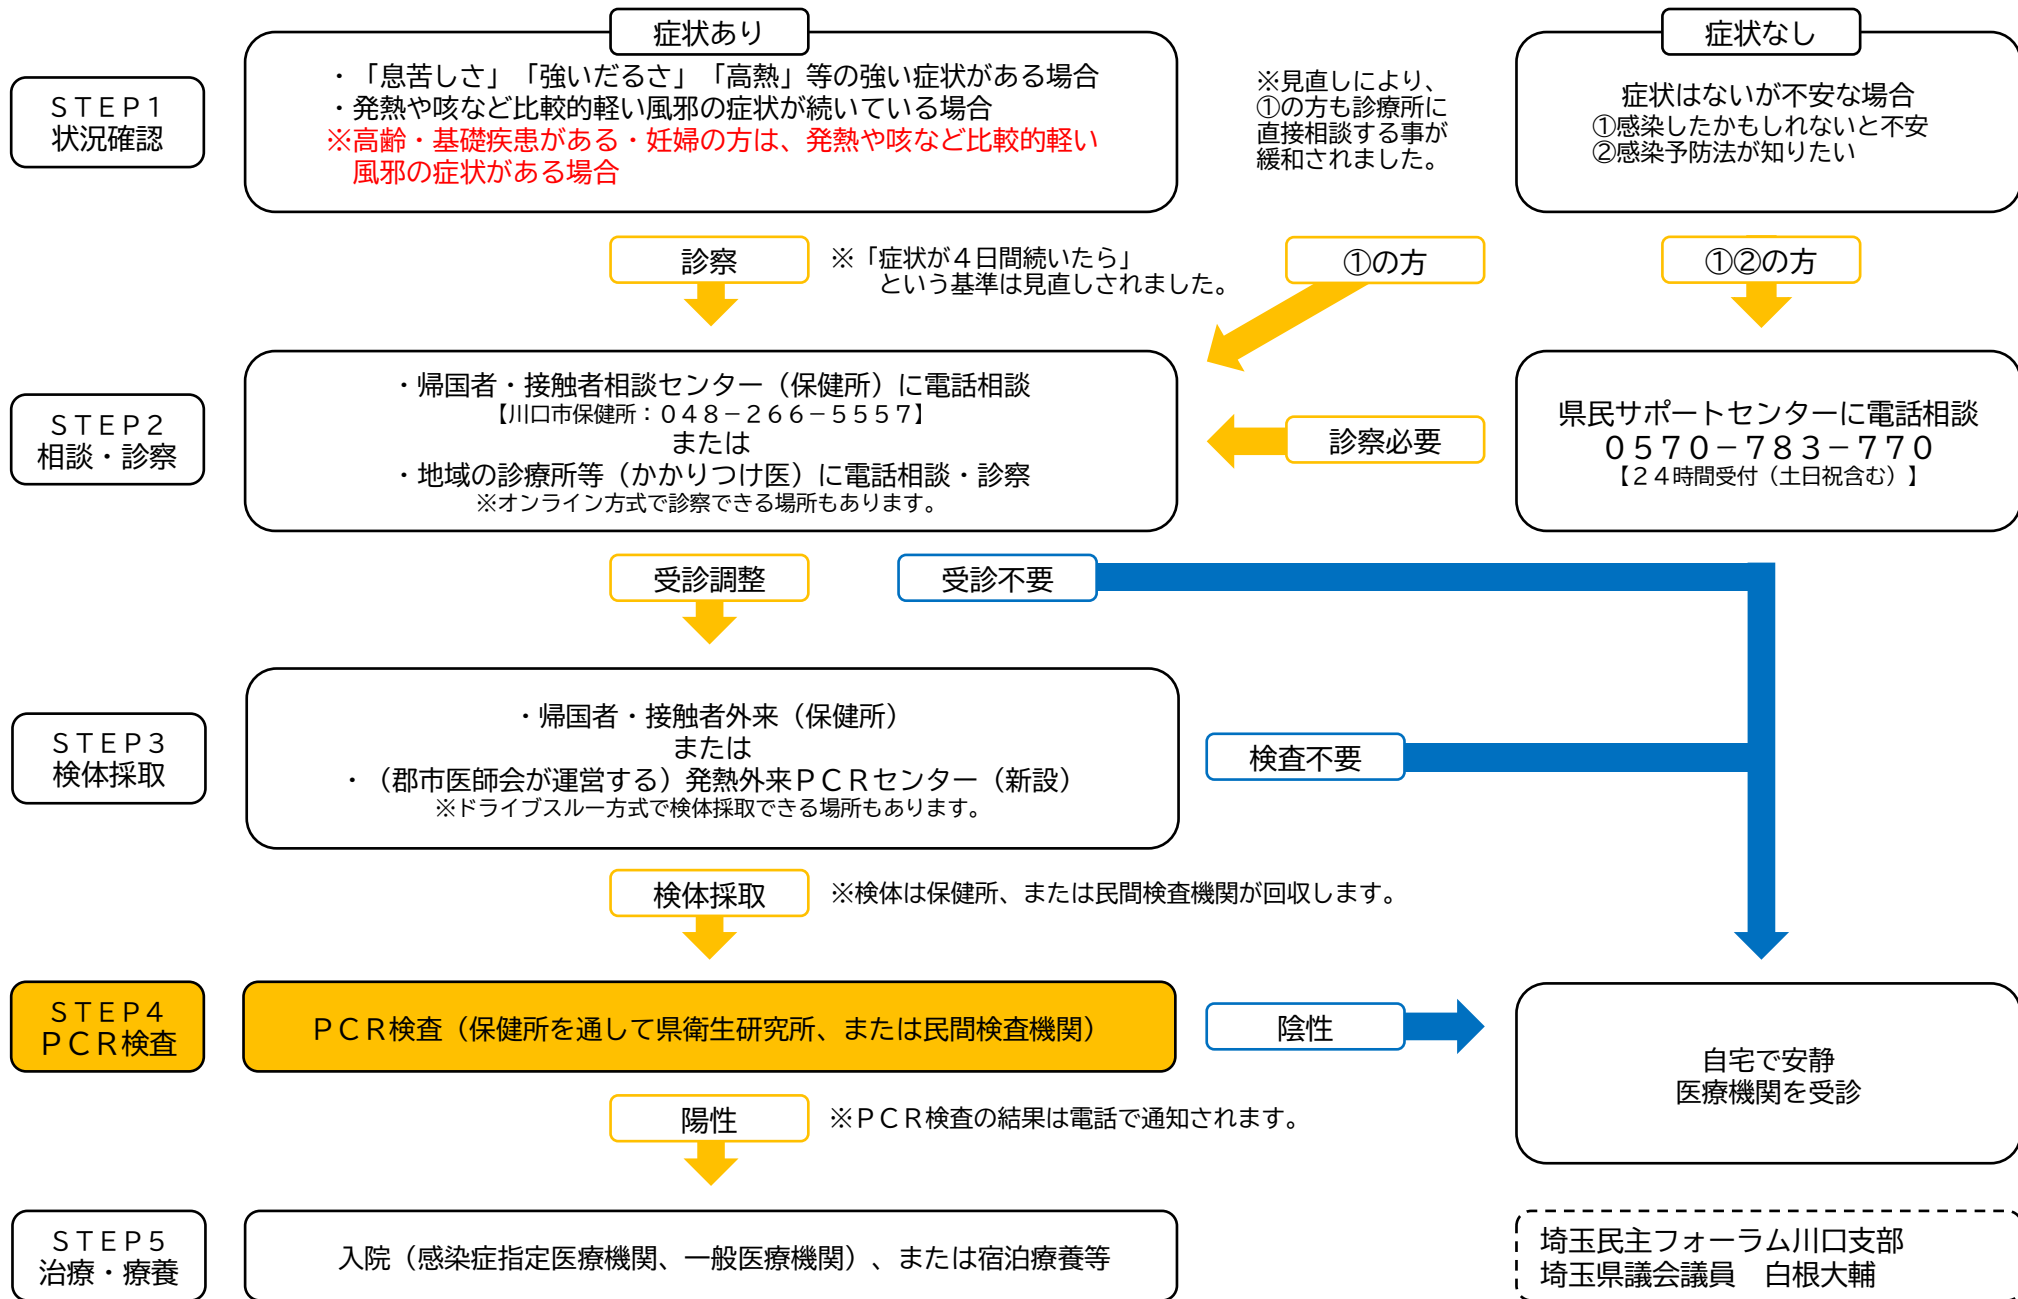 症状あり
症状なし
ＳＴＥＰ１
状況確認
・「息苦しさ」「強いだるさ」「高熱」等の強い症状がある場合
・発熱や咳など比較的軽い風邪の症状が続いている場合
※高齢・基礎疾患がある・妊婦の方は、発熱や咳など比較的軽い
風邪の症状がある場合
※見直しにより、
①の方も診療所に
直接相談する事が
緩和されました。
症状はないが不安な場合
①感染したかもしれないと不安
②感染予防法が知りたい
診察
※「症状が４日間続いたら」
という基準は見直しされました。
①の方
①②の方
ＳＴＥＰ２
相談・診察
・帰国者・接触者相談センター（保健所）に電話相談
【川口市保健所：０４８－２６６－５５５７】
または
・地域の診療所等（かかりつけ医）に電話相談・診察
※オンライン方式で診察できる場所もあります。
診察必要
県民サポートセンターに電話相談
０５７０－７８３－７７０
【２４時間受付（土日祝含む）】
受診調整
受診不要
ＳＴＥＰ３
検体採取
・帰国者・接触者外来（保健所）
または
・（郡市医師会が運営する）発熱外来ＰＣＲセンター（新設）
※ドライブスルー方式で検体採取できる場所もあります。
検査不要
検体採取
※検体は保健所、または民間検査機関が回収します。
ＳＴＥＰ４
ＰＣＲ検査
ＰＣＲ検査（保健所を通して県衛生研究所、または民間検査機関）
陰性
自宅で安静
医療機関を受診
陽性
※ＰＣＲ検査の結果は電話で通知されます。
ＳＴＥＰ５
治療・療養
入院（感染症指定医療機関、一般医療機関）、または宿泊療養等
埼玉民主フォーラム川口支部
埼玉県議会議員　白根大輔